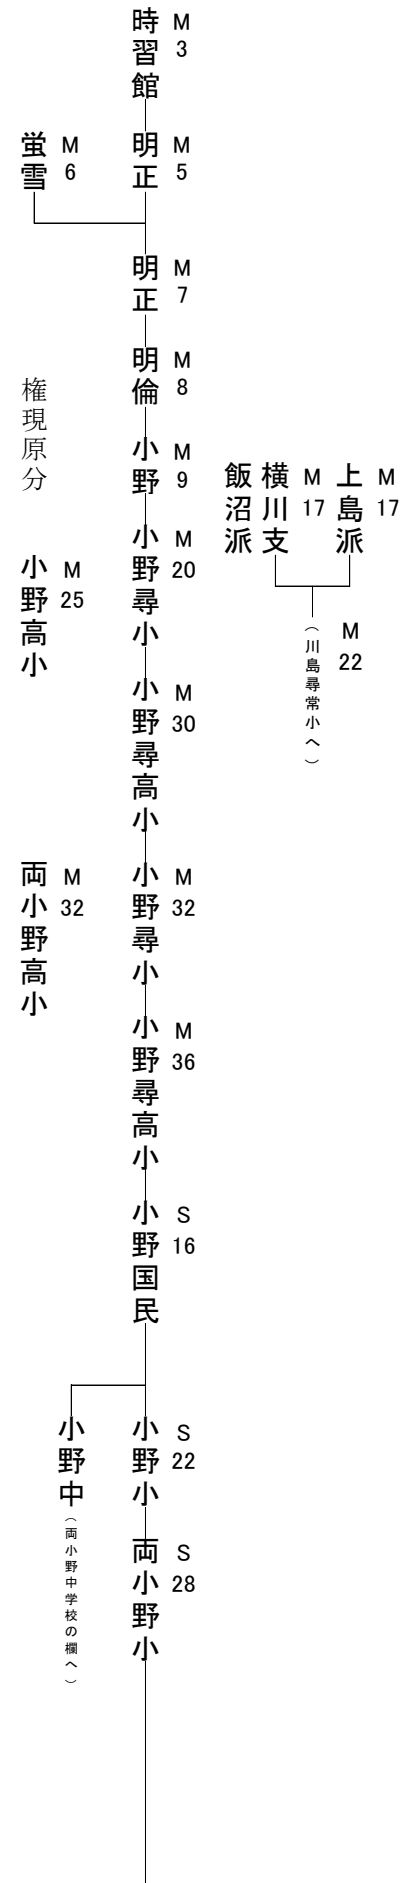 時習館 M3
明正 M5
蛍雪 M6
明正 M7
明倫 M8
小野 M9
権現原分
上島派 M17
横川支 M17
飯沼派
M22
(川島尋常小へ)
小野尋小 M20
小野高小 M25
小野尋高小 M30
小野尋小 M32
両小野高小 M32
小野尋高小 M36
小野国民 S16
小野小 S22
小野中
(両小野中学校の欄へ)
両小野小 S28